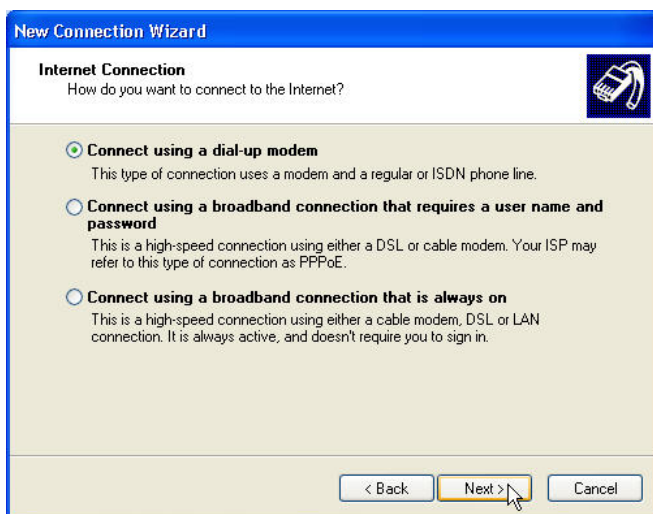 New Connection Wizard
Internet Connection
How do you want to connect to the Internet?
Connect using a dial-up modem
This type of connection uses a modem and a regular or ISDN phone line.
Connect using a broadband connection that requires a user name and
password
This is a high-speed connection using either a DSL or cable modem. Your ISP may
refer to this type of connection as PPPoE.
Connect using a broadband connection that is always on
This is a high-speed connection using either a cable modem, DSL or LAN
connection. It is always active, and doesn't require you to sign in.
< Back Next > Cancel